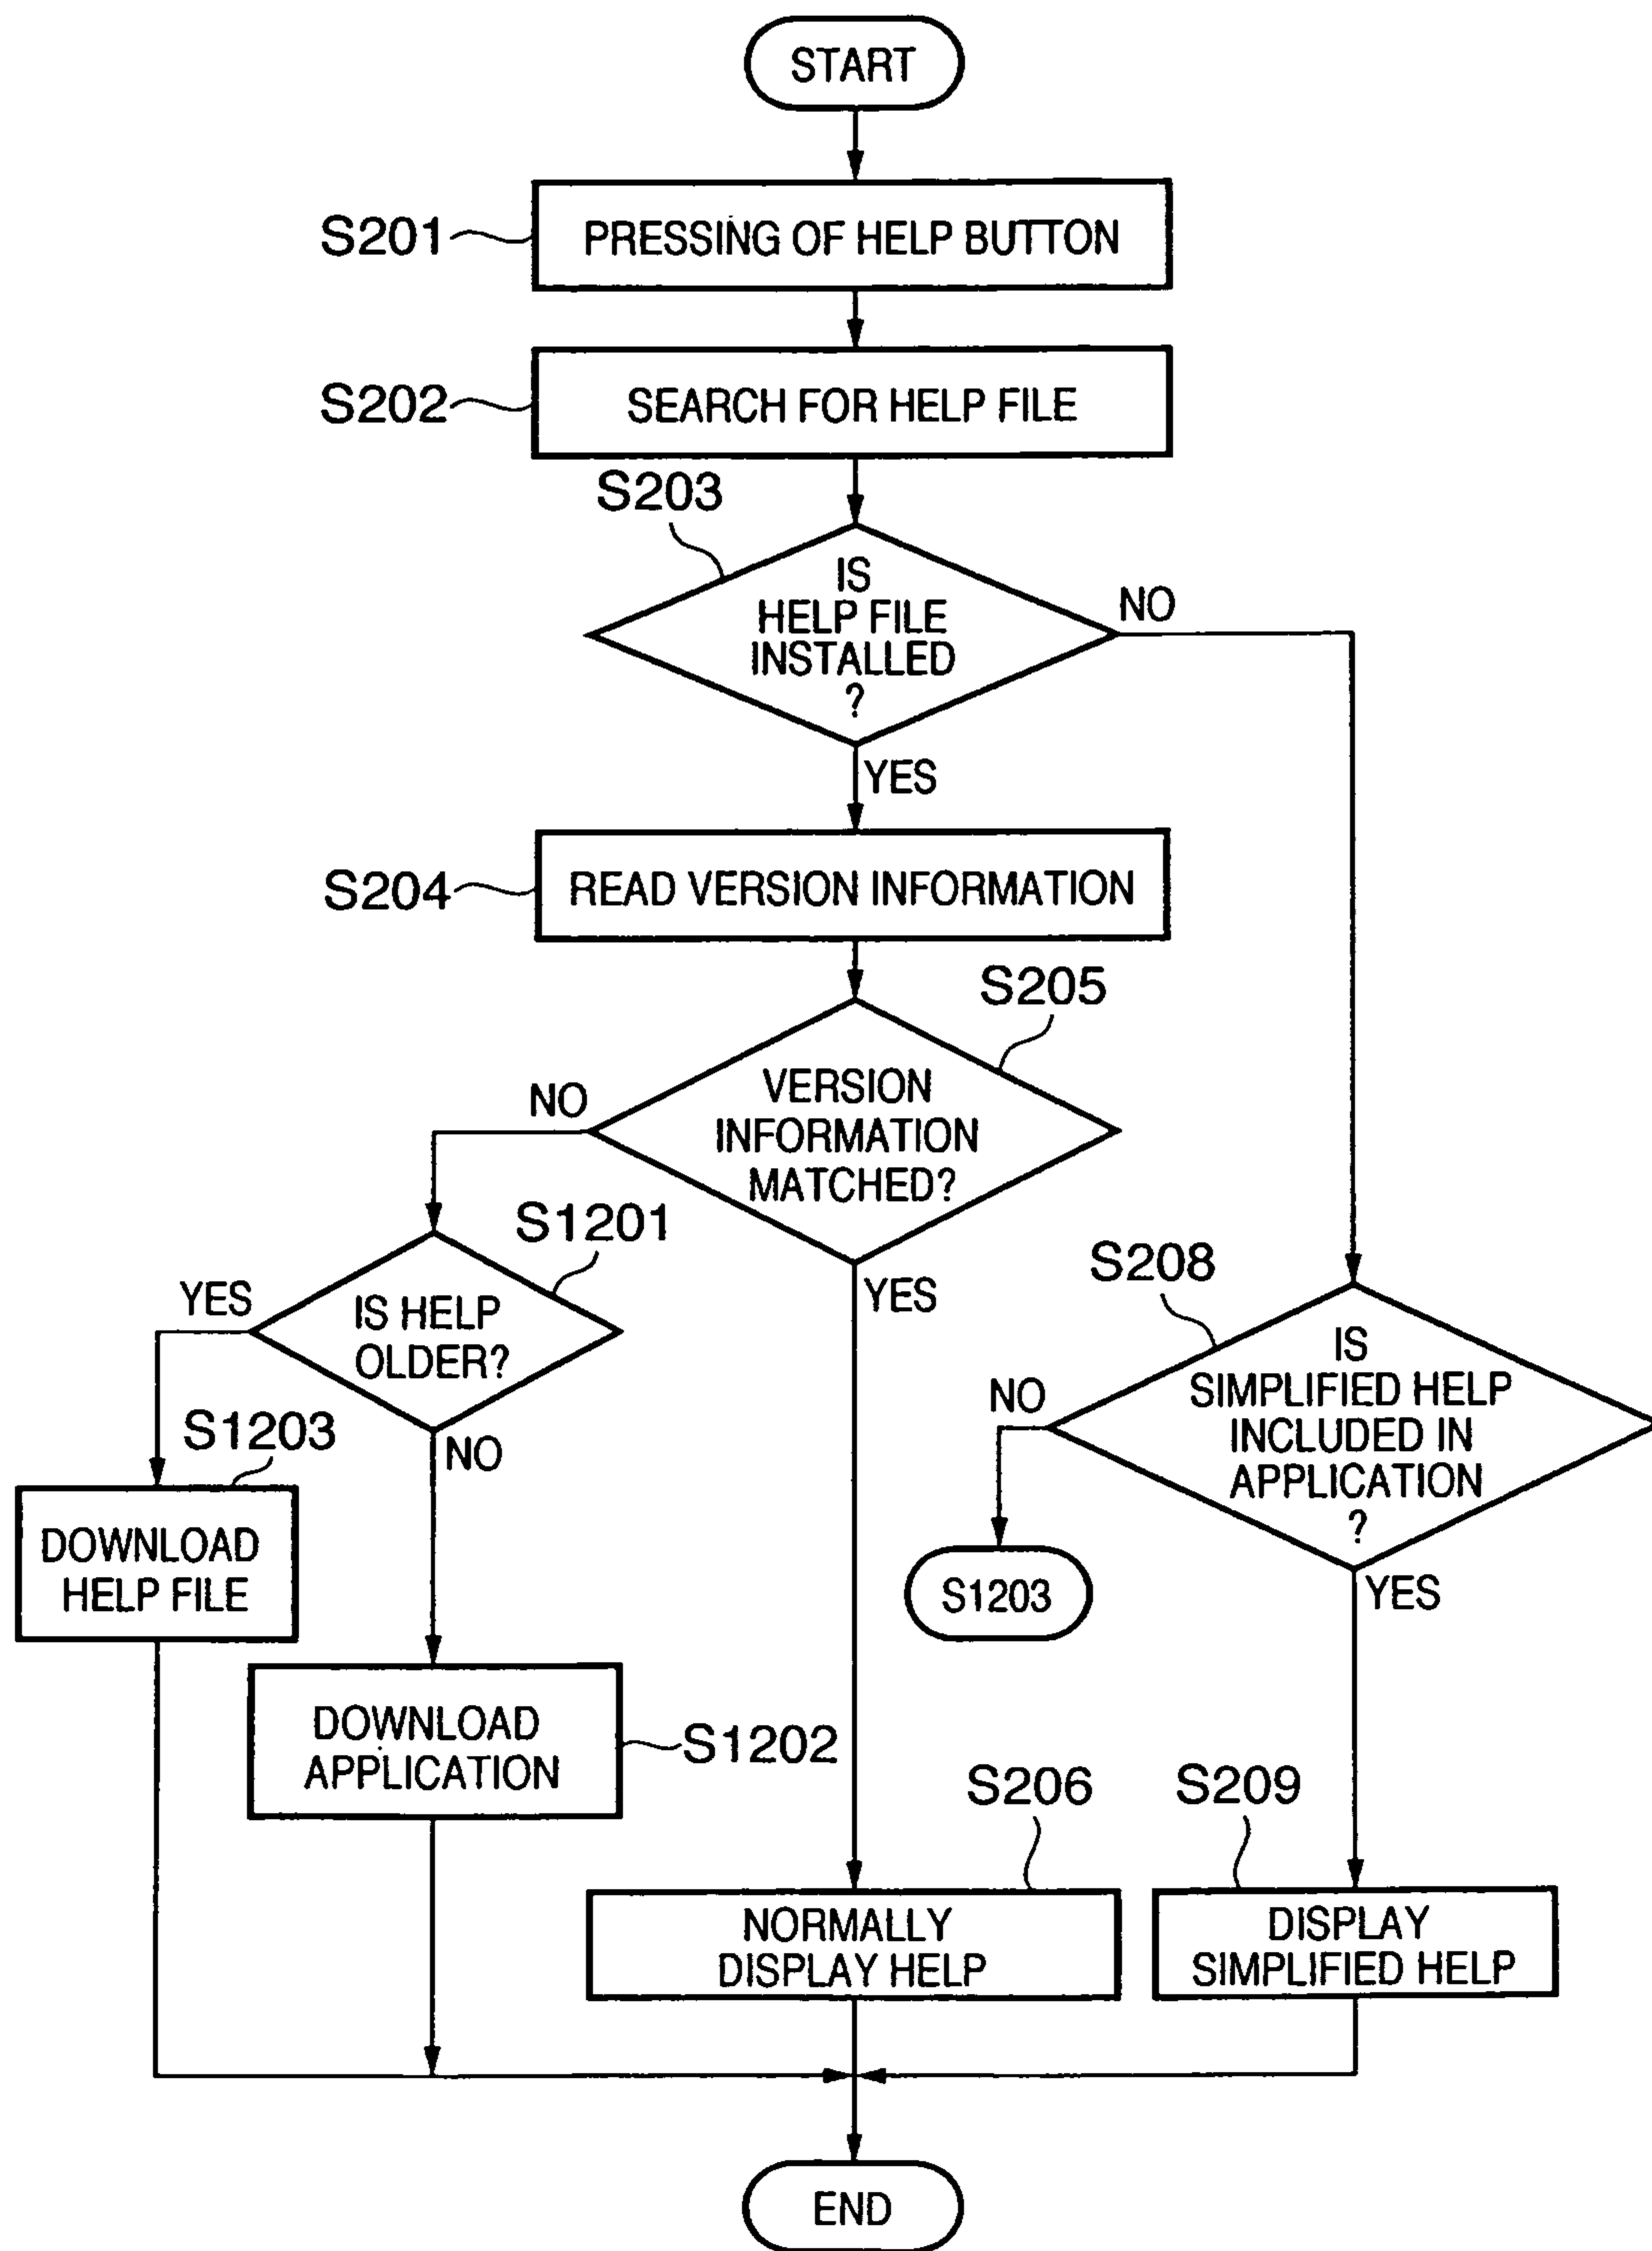 START
S201
PRESSING OF HELP BUTTON
S202
SEARCH FOR HELP FILE
S203
IS
HELP FILE
INSTALLED
?
NO
YES
S204
READ VERSION INFORMATION
S205
VERSION
INFORMATION
MATCHED?
NO
YES
S1201
IS HELP
OLDER?
YES
NO
S208
IS
SIMPLIFIED HELP
INCLUDED IN
APPLICATION
?
NO
YES
S1203
S1203
DOWNLOAD
HELP FILE
DOWNLOAD
APPLICATION
S1202
S206
NORMALLY
DISPLAY HELP
S209
DISPLAY
SIMPLIFIED HELP
END